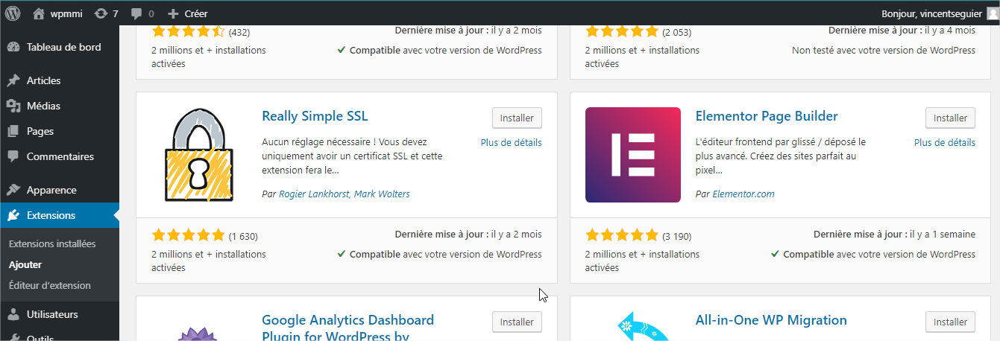 wpmmi
7
0
Créer
Bonjour, vincentseguier
Tableau de bord
Articles
Médias
Pages
Commentaires
Apparence
Extensions
Extensions installées
Ajouter
Éditeur d'extension
Utilisateurs
Outils
(432)
2 millions et + installations
activées
Dernière mise à jour : il y a 2 mois
Compatible avec votre version de WordPress
(2 053)
2 millions et + installations
activées
Dernière mise à jour : il y a 4 mois
Non testé avec votre version de WordPress
Really Simple SSL
Installer
Plus de détails
Aucun réglage nécessaire ! Vous devez
uniquement avoir un certificat SSL et cette
extension fera le...
Par Rogier Lankhorst, Mark Wolters
(1 630)
2 millions et + installations
activées
Dernière mise à jour : il y a 2 mois
Compatible avec votre version de WordPress
Elementor Page Builder
Installer
Plus de détails
L'éditeur frontend par glissé / déposé le
plus avancé. Créez des sites parfait au
pixel...
Par Elementor.com
(3 190)
2 millions et + installations
activées
Dernière mise à jour : il y a 1 semaine
Compatible avec votre version de WordPress
Google Analytics Dashboard
Plugin for WordPress by
Installer
All-in-One WP Migration
Installer